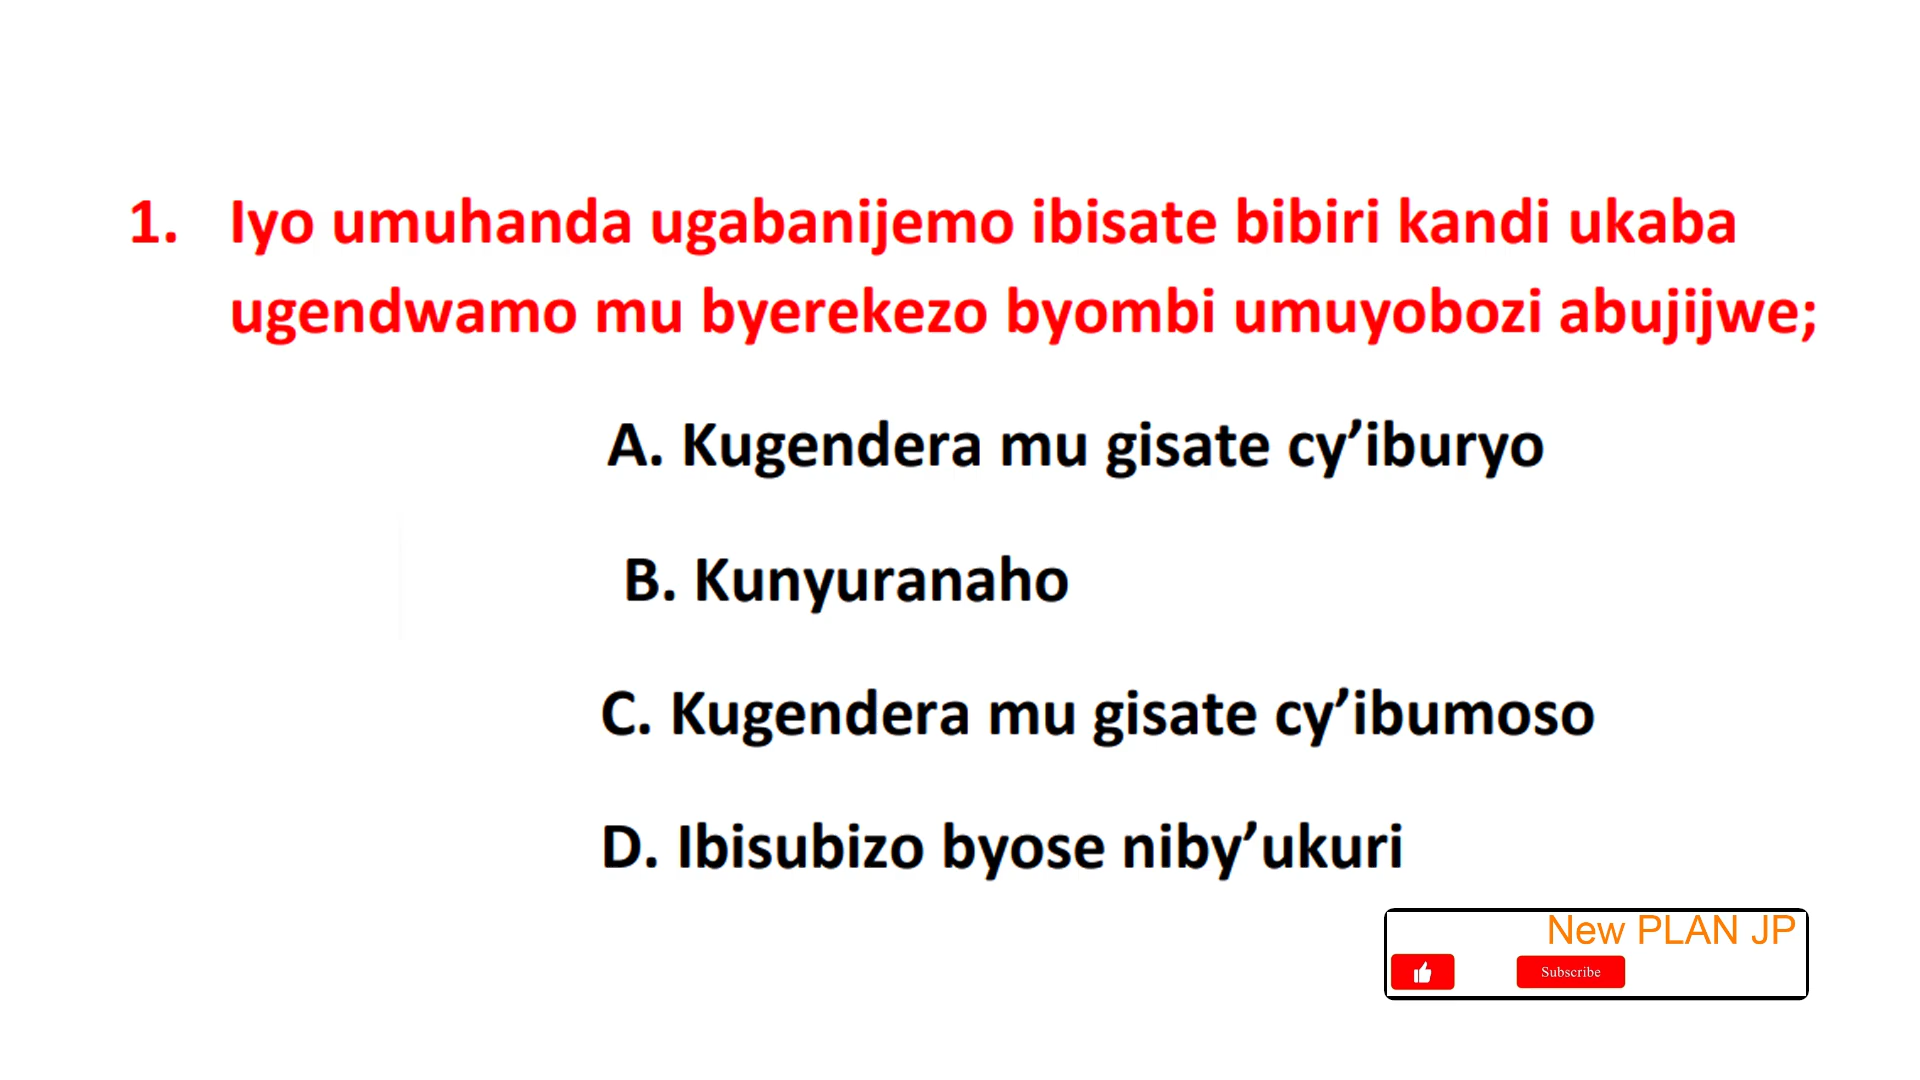 1. Iyo umuhanda ugabanijemo ibisate bibiri kandi ukaba
ugendwamo mu byerekezo byombi umuyobozi abujijwe;
A. Kugendera mu gisate cy’iburyo
B. Kunyuranaho
C. Kugendera mu gisate cy’ibumoso
D. Ibisubizo byose niby’ukuri
New PLAN JP
Subscribe